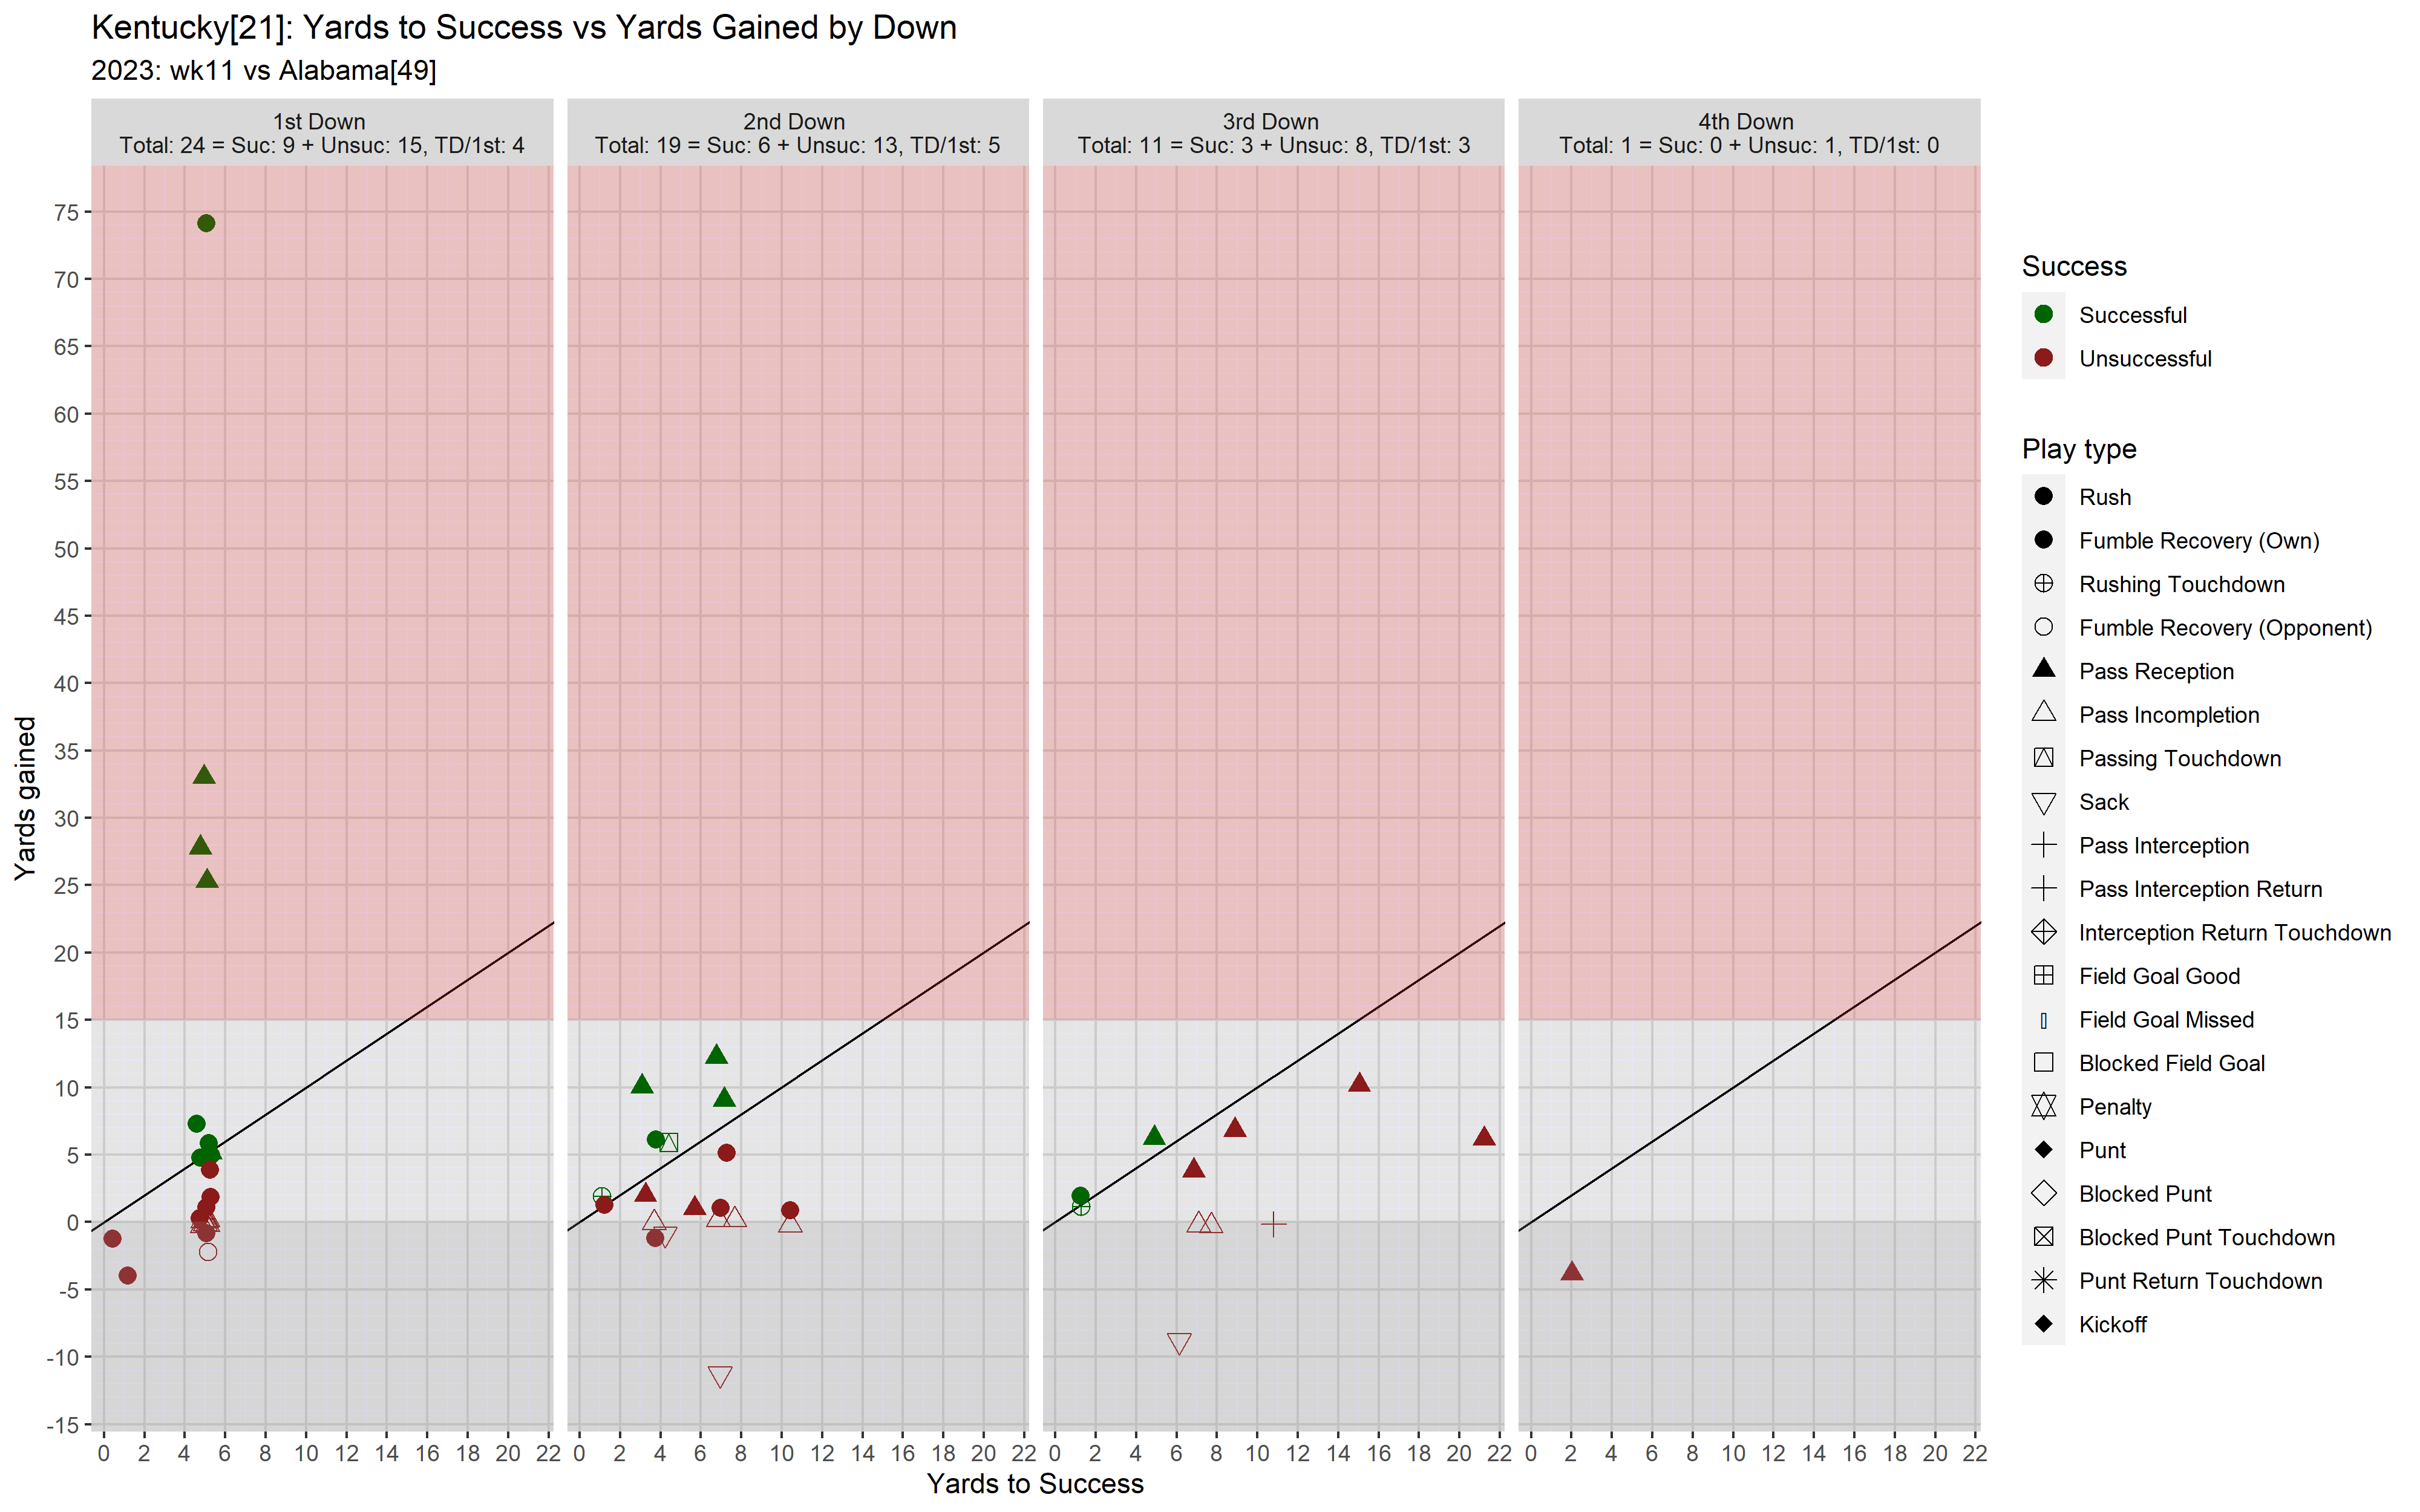 Kentucky[21]: Yards to Success vs Yards Gained by Down
2023: wk11 vs Alabama[49]
1st Down
Total: 24 = Suc: 9 + Unsuc: 15, TD/1st: 4
2nd Down
Total: 19 = Suc: 6 + Unsuc: 13, TD/1st: 5
3rd Down
Total: 11 = Suc: 3 + Unsuc: 8, TD/1st: 3
4th Down
Total: 1 = Suc: 0 + Unsuc: 1, TD/1st: 0
Yards gained
75
70
65
60
55
50
45
40
35
30
25
20
15
10
5
0
-5
-10
-15
0 2 4 6 8 10 12 14 16 18 20 22
0 2 4 6 8 10 12 14 16 18 20 22
0 2 4 6 8 10 12 14 16 18 20 22
0 2 4 6 8 10 12 14 16 18 20 22
Yards to Success
Success
Successful
Unsuccessful
Play type
Rush
Fumble Recovery (Own)
Rushing Touchdown
Fumble Recovery (Opponent)
Pass Reception
Pass Incompletion
Passing Touchdown
Sack
Pass Interception
Pass Interception Return
Interception Return Touchdown
Field Goal Good
Field Goal Missed
Blocked Field Goal
Penalty
Punt
Blocked Punt
Blocked Punt Touchdown
Punt Return Touchdown
Kickoff